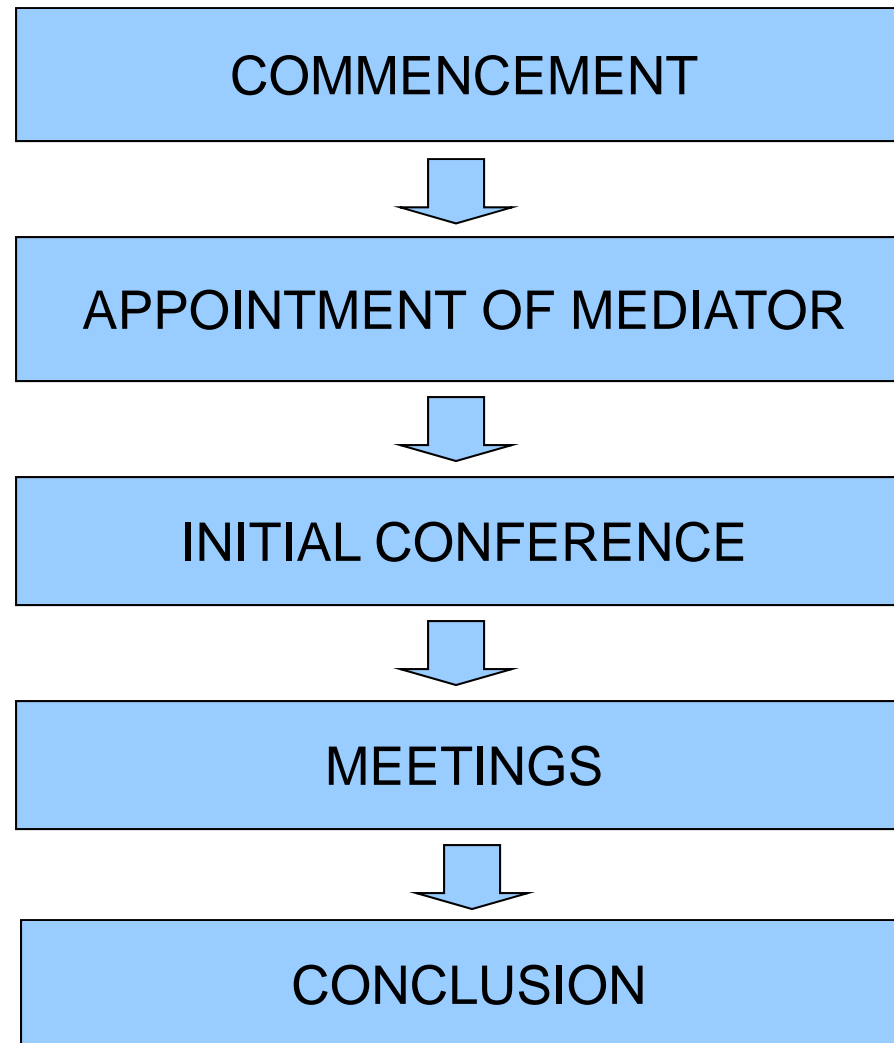 COMMENCEMENT
APPOINTMENT OF MEDIATOR
INITIAL CONFERENCE
MEETINGS
CONCLUSION